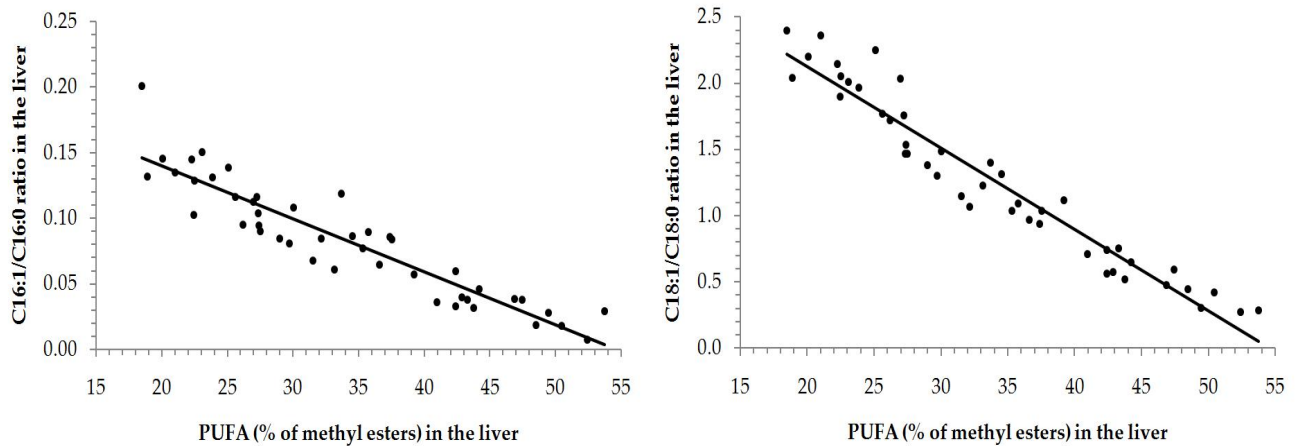 C16:1/C16:0 ratio in the liver
0.25
0.20
0.15
0.10
0.05
0.00
15 20 25 30 35 40 45 50 55
PUFA (% of methyl esters) in the liver
C18:1/C18:0 ratio in the liver
2.5
2.0
1.5
1.0
0.5
0.0
15 20 25 30 35 40 45 50 55
PUFA (% of methyl esters) in the liver